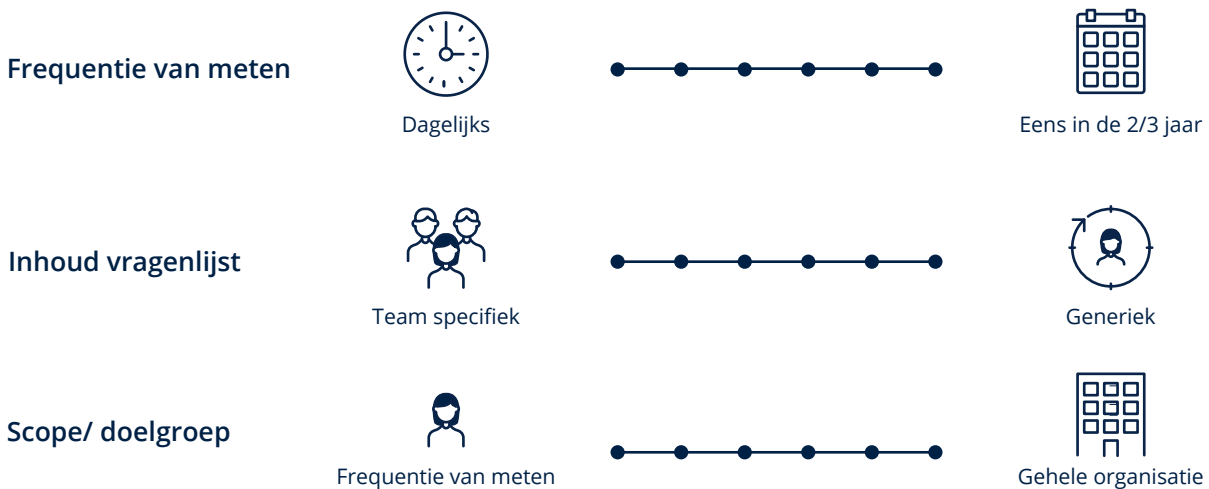 Frequentie van meten
Dagelijks
Eens in de 2/3 jaar
Inhoud vragenlijst
Team specifiek
Generiek
Scope/ doelgroep
Frequentie van meten
Gehele organisatie